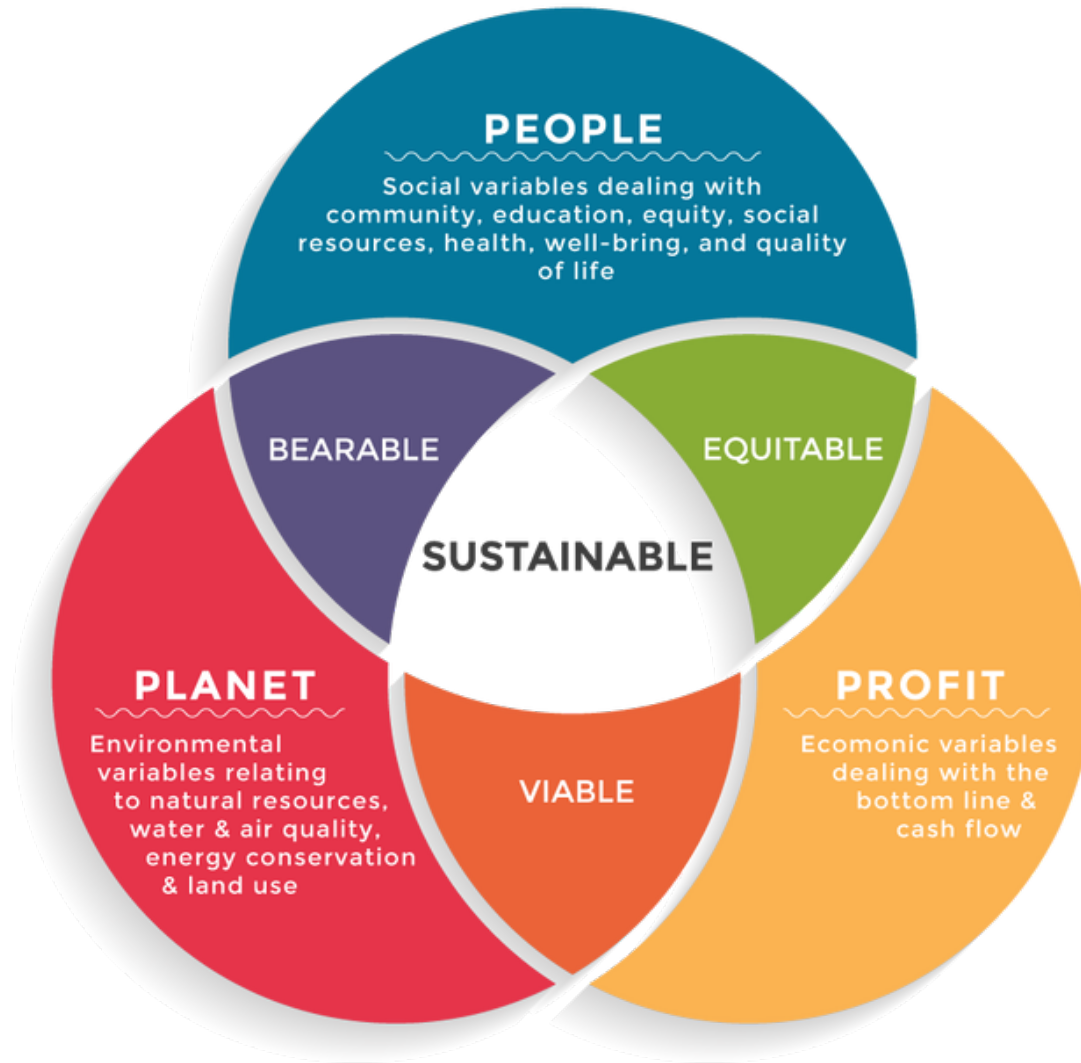 PEOPLE
Social variables dealing with
community, education, equity, social
resources, health, well-bring, and quality
of life
BEARABLE
EQUITABLE
SUSTAINABLE
PLANET
Environmental
variables relating
to natural resources,
water & air quality,
energy conservation
& land use
PROFIT
Ecomonic variables
dealing with the
bottom line &
cash flow
VIABLE